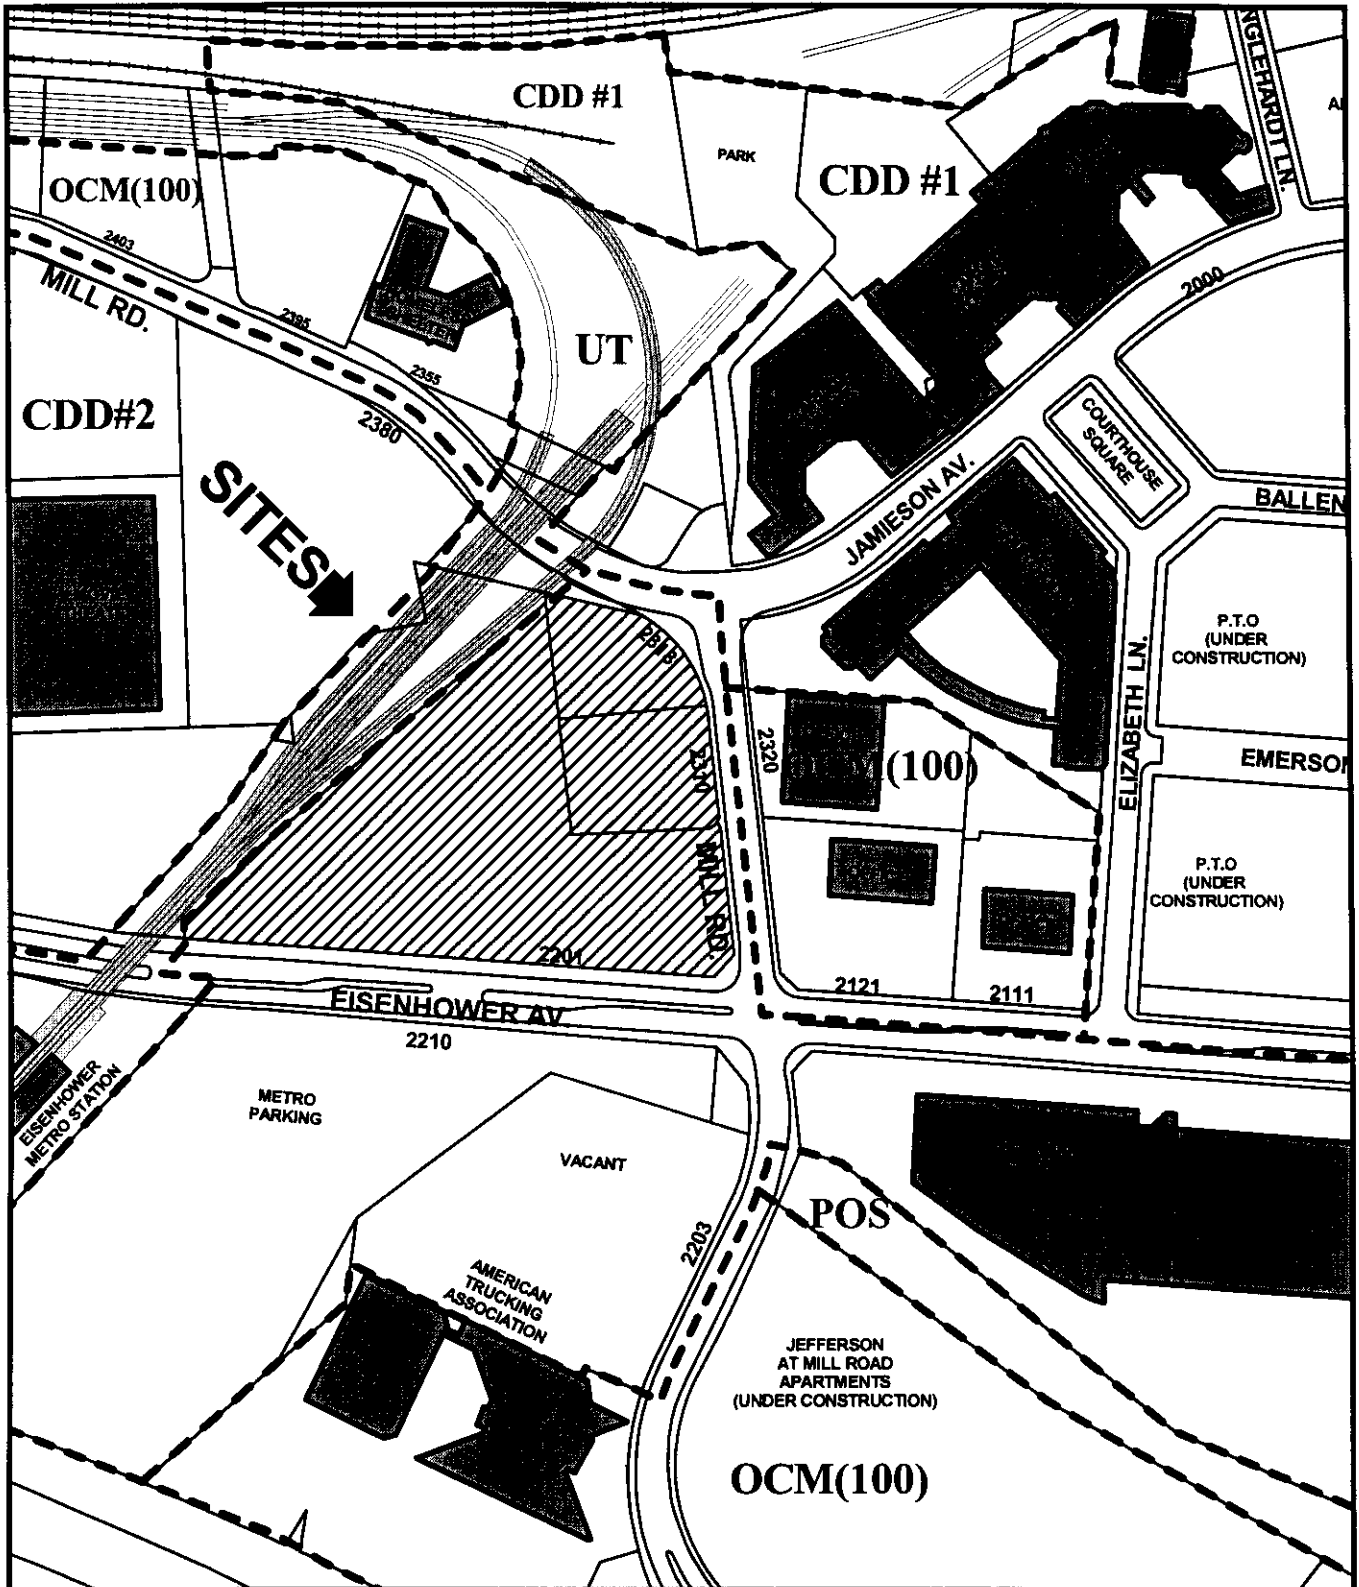 CDD #1
NGLEHARDT LN.
PARK
CDD #1
OCM(100)
2403
MILL RD.
2395
2000
UT
2355
2380
CDD#2
COURTHOUSE
SQUARE
SITES
JAMIESON AV.
BALLEN
P.T.O
(UNDER
CONSTRUCTION)
2318
ELIZABETH LN.
2310
2320
(100)
EMERSON
MILL RD.
P.T.O
(UNDER
CONSTRUCTION)
2201
2121
2111
EISENHOWER AV
2210
EISENHOWER
METRO STATION
METRO
PARKING
VACANT
POS
2203
AMERICAN
TRUCKING
ASSOCIATION
JEFFERSON
AT MILL ROAD
APARTMENTS
(UNDER CONSTRUCTION)
OCM(100)